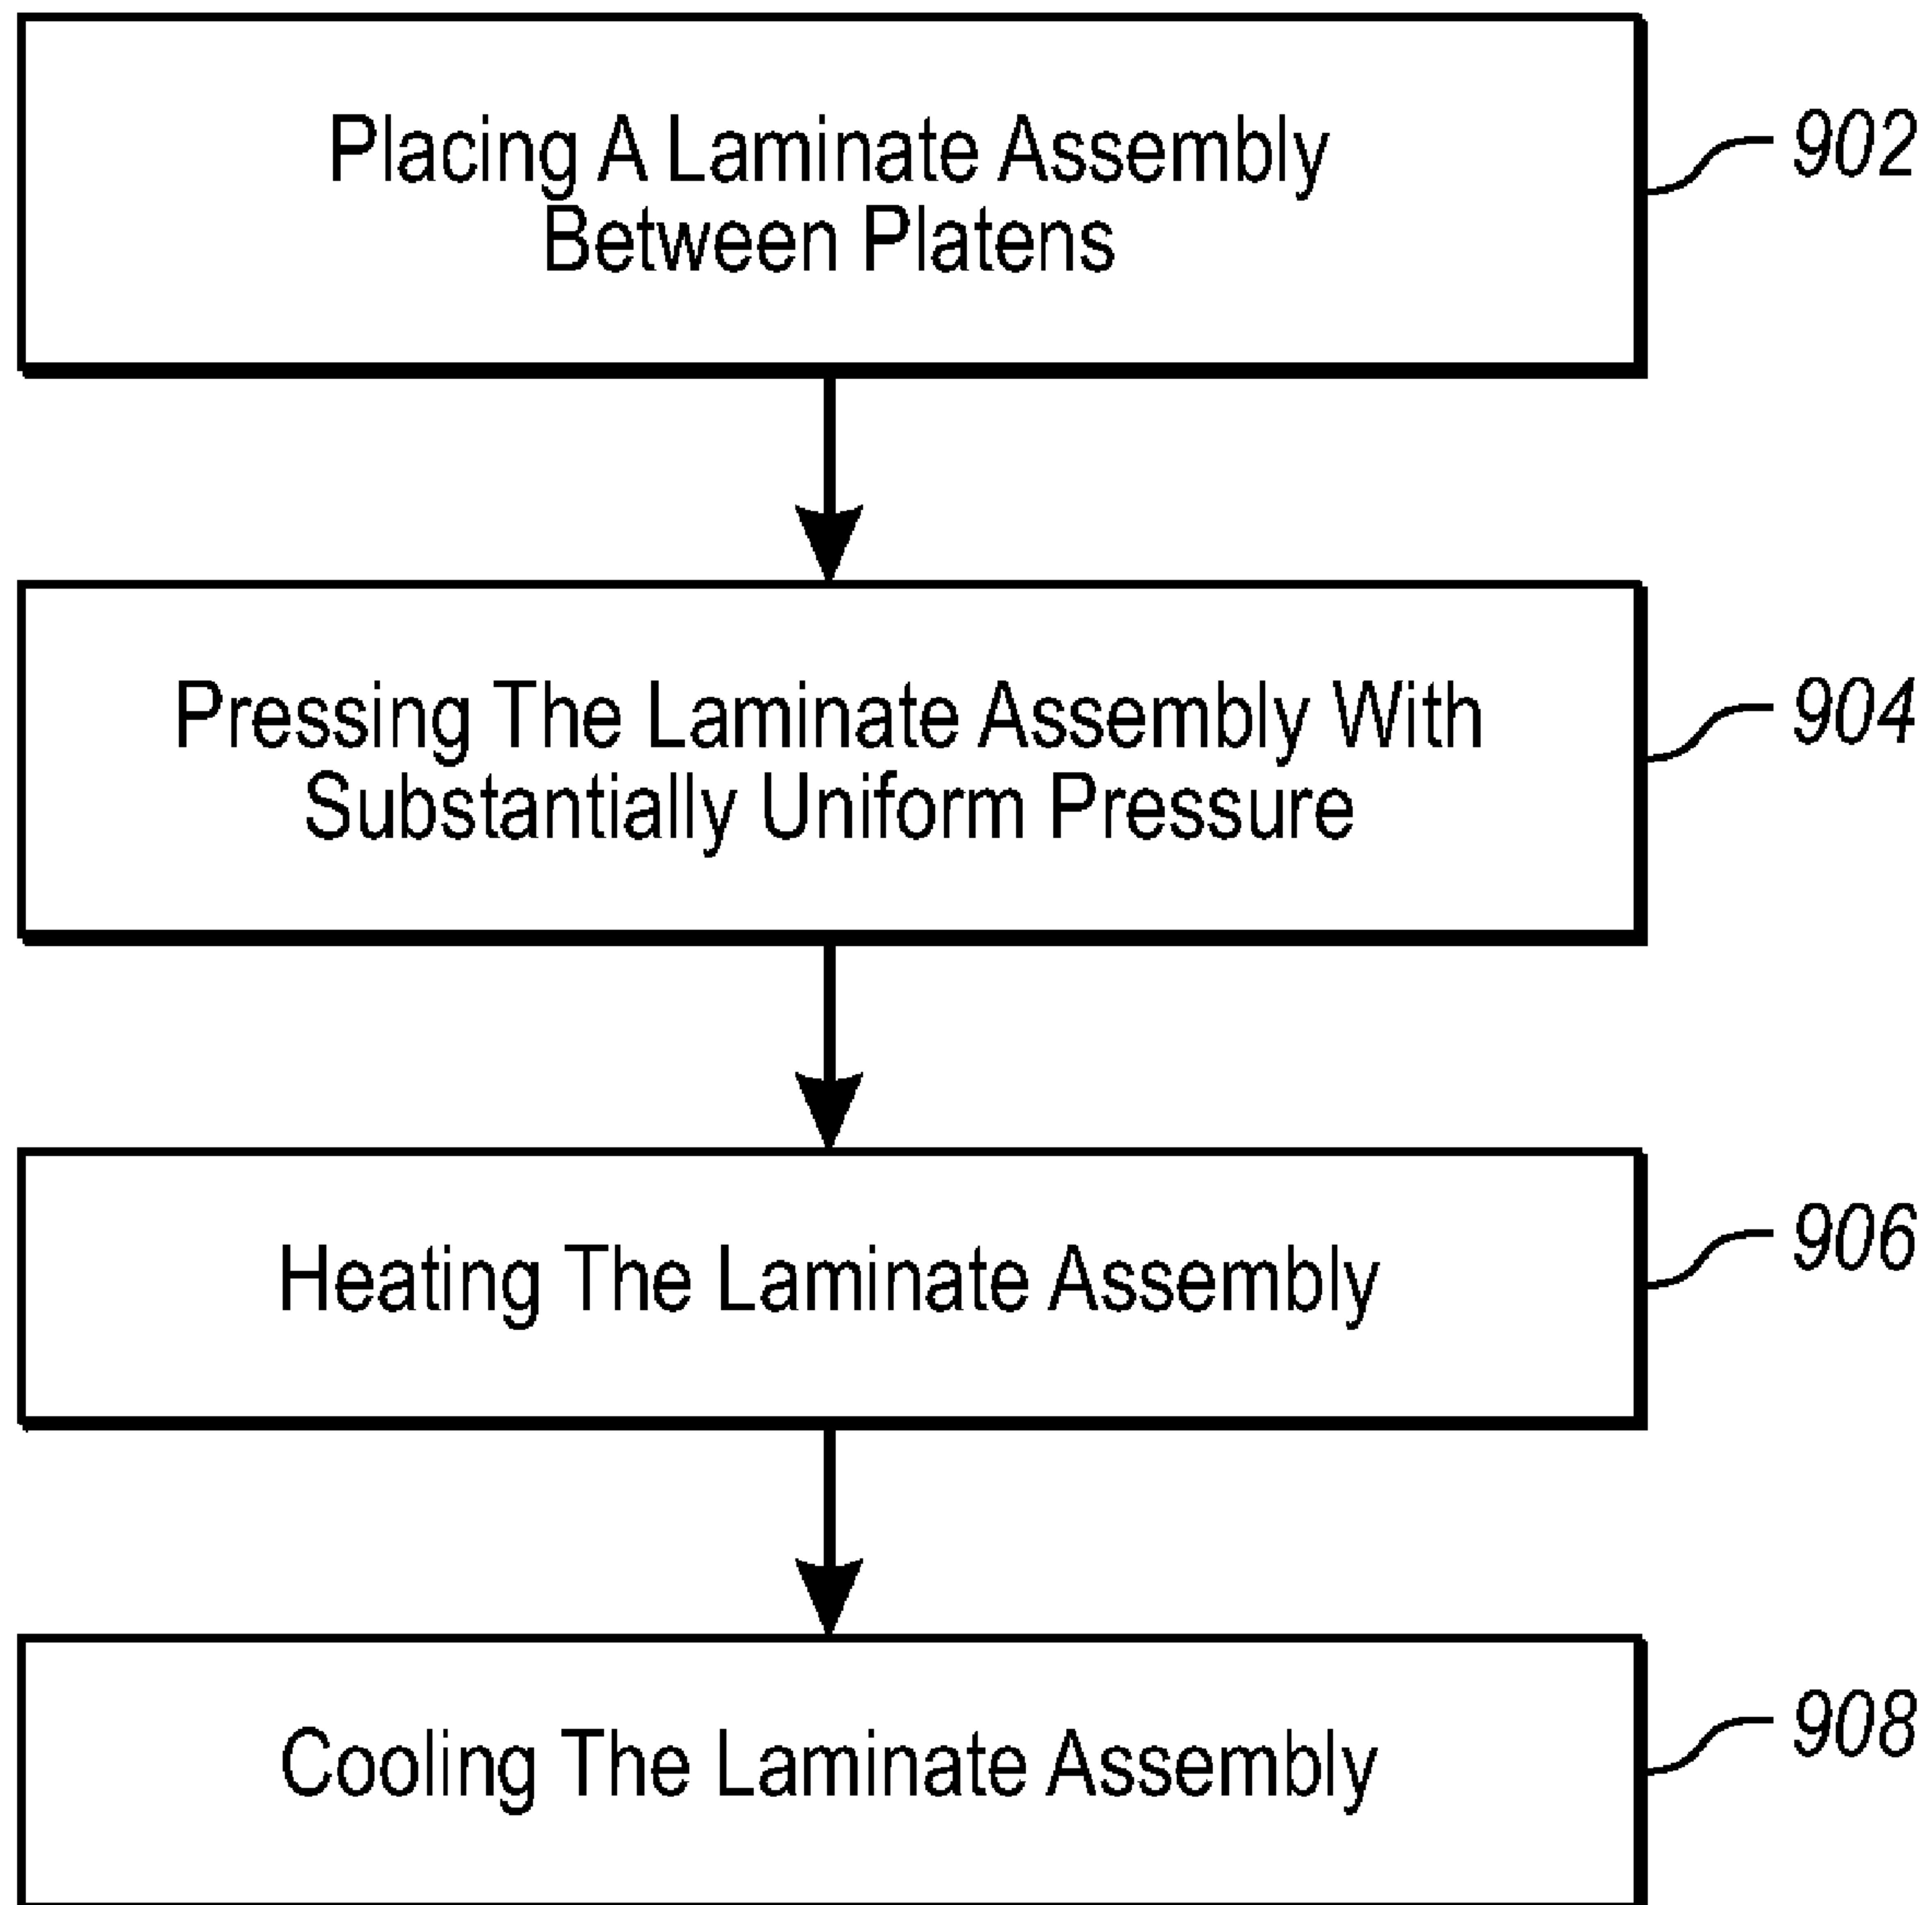 Placing A Laminate Assembly
Between Platens
902
Pressing The Laminate Assembly With
Substantially Uniform Pressure
904
Heating The Laminate Assembly
906
Cooling The Laminate Assembly
908